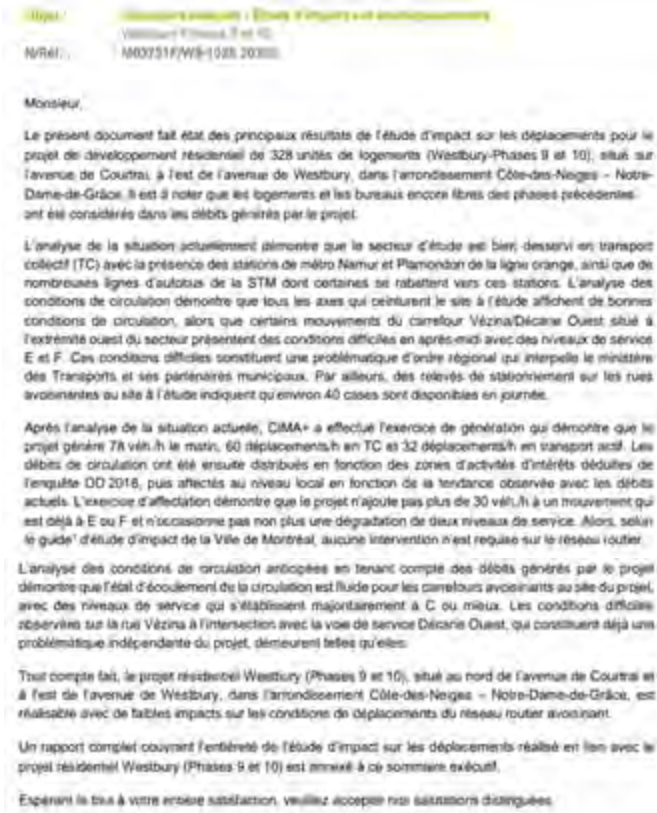 Objet : Sommaire exécutif - Étude d'impact sur les déplacements
Westbury Phases 9 et 10
N/Réf. :
Monsieur,
Le présent document fait état des principaux résultats de l'étude d'impact sur les déplacements pour le
projet de développement résidentiel de 328 unités de logements (Westbury-Phases 9 et 10), situé sur
l'avenue de Courtrai, à l'est de l'avenue de Westbury, dans l'arrondissement Côte-des-Neiges – Notre-
Dame-de-Grâce. Il est à noter que les logements et les bureaux encore libres des phases précédentes
ont été considérés dans les débits générés par le projet.
L'analyse de la situation actuellement démontre que le secteur d'étude est bien desservi en transport
collectif (TC) avec la présence des stations de métro Namur et Plamondon de la ligne orange, ainsi que de
nombreuses lignes d'autobus de la STM dont certaines se rabattent vers ces stations. L'analyse des
conditions de circulation démontre que tous les axes qui ceinturent le site à l'étude affichent de bonnes
conditions de circulation, alors que certains mouvements du carrefour Vézina/Décarie Ouest situé à
l'extrémité ouest du secteur présentent des conditions difficiles en après-midi avec des niveaux de service
E et F. Ces conditions difficiles constituent une problématique d'ordre régional qui interpelle le ministère
des Transports et ses partenaires municipaux. Par ailleurs, des relevés de stationnement sur les rues
avoisinantes au site à l'étude indiquent qu'environ 40 cases sont disponibles en journée.
Après l'analyse de la situation actuelle, CIMA+ a effectué l'exercice de génération qui démontre que le
projet génère 78 véh./h le matin, 60 déplacements/h en TC et 32 déplacements/h en transport actif. Les
débits de circulation ont été ensuite distribués en fonction des zones d'activités d'intérêts déduites de
l'enquête OD 2018, puis affectés au niveau local en fonction de la tendance observée avec les débits
actuels. L'exercice d'affectation démontre que le projet n'ajoute pas plus de 30 véh./h à un mouvement qui
est déjà à E ou F et n'occasionne pas non plus une dégradation de deux niveaux de service. Alors, selon
le guide¹ d'étude d'impact de la Ville de Montréal, aucune intervention n'est requise sur le réseau routier.
L'analyse des conditions de circulation anticipées en tenant compte des débits générés par le projet
démontre que l'état d'écoulement de la circulation est fluide pour les carrefours avoisinants au site du projet,
avec des niveaux de service qui s'établissent majoritairement à C ou mieux. Les conditions difficiles
observées sur la rue Vézina à l'intersection avec la voie de service Décarie Ouest, qui constituent déjà une
problématique indépendante du projet, demeurent telles qu'elles.
Tout compte fait, le projet résidentiel Westbury (Phases 9 et 10), situé au nord de l'avenue de Courtrai et
à l'est de l'avenue de Westbury, dans l'arrondissement Côte-des-Neiges – Notre-Dame-de-Grâce, est
réalisable avec de faibles impacts sur les conditions de déplacements du réseau routier avoisinant.
Un rapport complet couvrant l'entièreté de l'étude d'impact sur les déplacements réalisé en lien avec le
projet résidentiel Westbury (Phases 9 et 10) est annexé à ce sommaire exécutif.
Espérant le tout à votre entière satisfaction, veuillez accepter nos salutations distinguées.